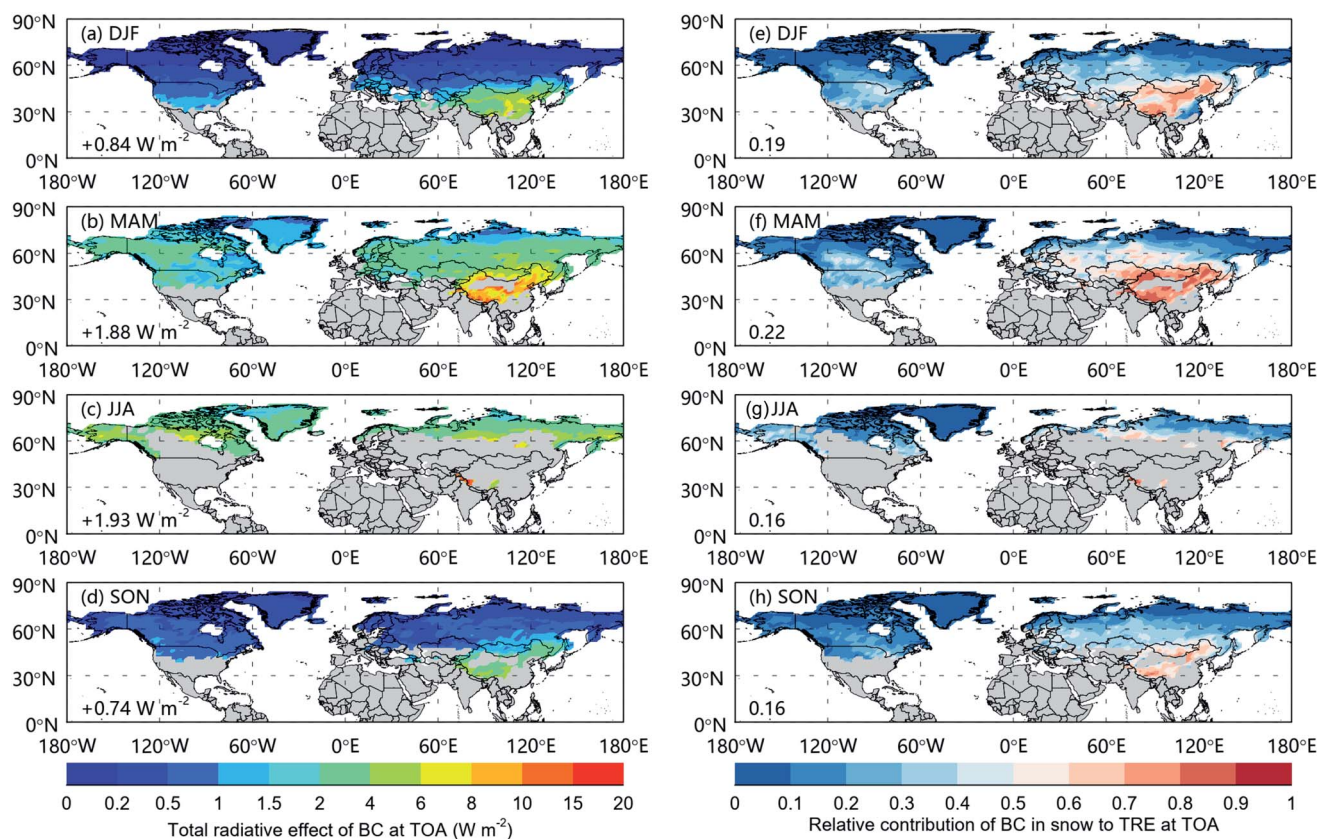 90°N
60°N
30°N
0°N
(a) DJF
+0.84 W m⁻²
180°W 120°W 60°W 0°E 60°E 120°E 180°E
90°N
60°N
30°N
0°N
(e) DJF
0.19
180°W 120°W 60°W 0°E 60°E 120°E 180°E
90°N
60°N
30°N
0°N
(b) MAM
+1.88 W m⁻²
180°W 120°W 60°W 0°E 60°E 120°E 180°E
90°N
60°N
30°N
0°N
(f) MAM
0.22
180°W 120°W 60°W 0°E 60°E 120°E 180°E
90°N
60°N
30°N
0°N
(c) JJA
+1.93 W m⁻²
180°W 120°W 60°W 0°E 60°E 120°E 180°E
90°N
60°N
30°N
0°N
(g) JJA
0.16
180°W 120°W 60°W 0°E 60°E 120°E 180°E
90°N
60°N
30°N
0°N
(d) SON
+0.74 W m⁻²
180°W 120°W 60°W 0°E 60°E 120°E 180°E
90°N
60°N
30°N
0°N
(h) SON
0.16
180°W 120°W 60°W 0°E 60°E 120°E 180°E
0 0.2 0.5 1 1.5 2 4 6 8 10 15 20
Total radiative effect of BC at TOA (W m⁻²)
0 0.1 0.2 0.3 0.4 0.5 0.6 0.7 0.8 0.9 1
Relative contribution of BC in snow to TRE at TOA